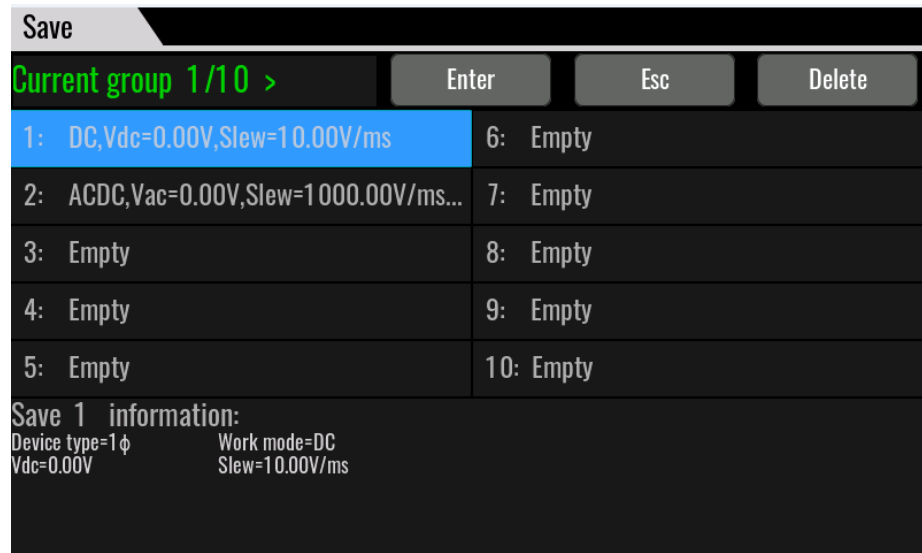 Save
Current group 1/10 >
Enter
Esc
Delete
1: DC,Vdc=0.00V,Slew=10.00V/ms
6: Empty
2: ACDC,Vac=0.00V,Slew=1000.00V/ms...
7: Empty
3: Empty
8: Empty
4: Empty
9: Empty
5: Empty
10: Empty
Save 1 information:
Device type=1ϕ
Work mode=DC
Vdc=0.00V
Slew=10.00V/ms